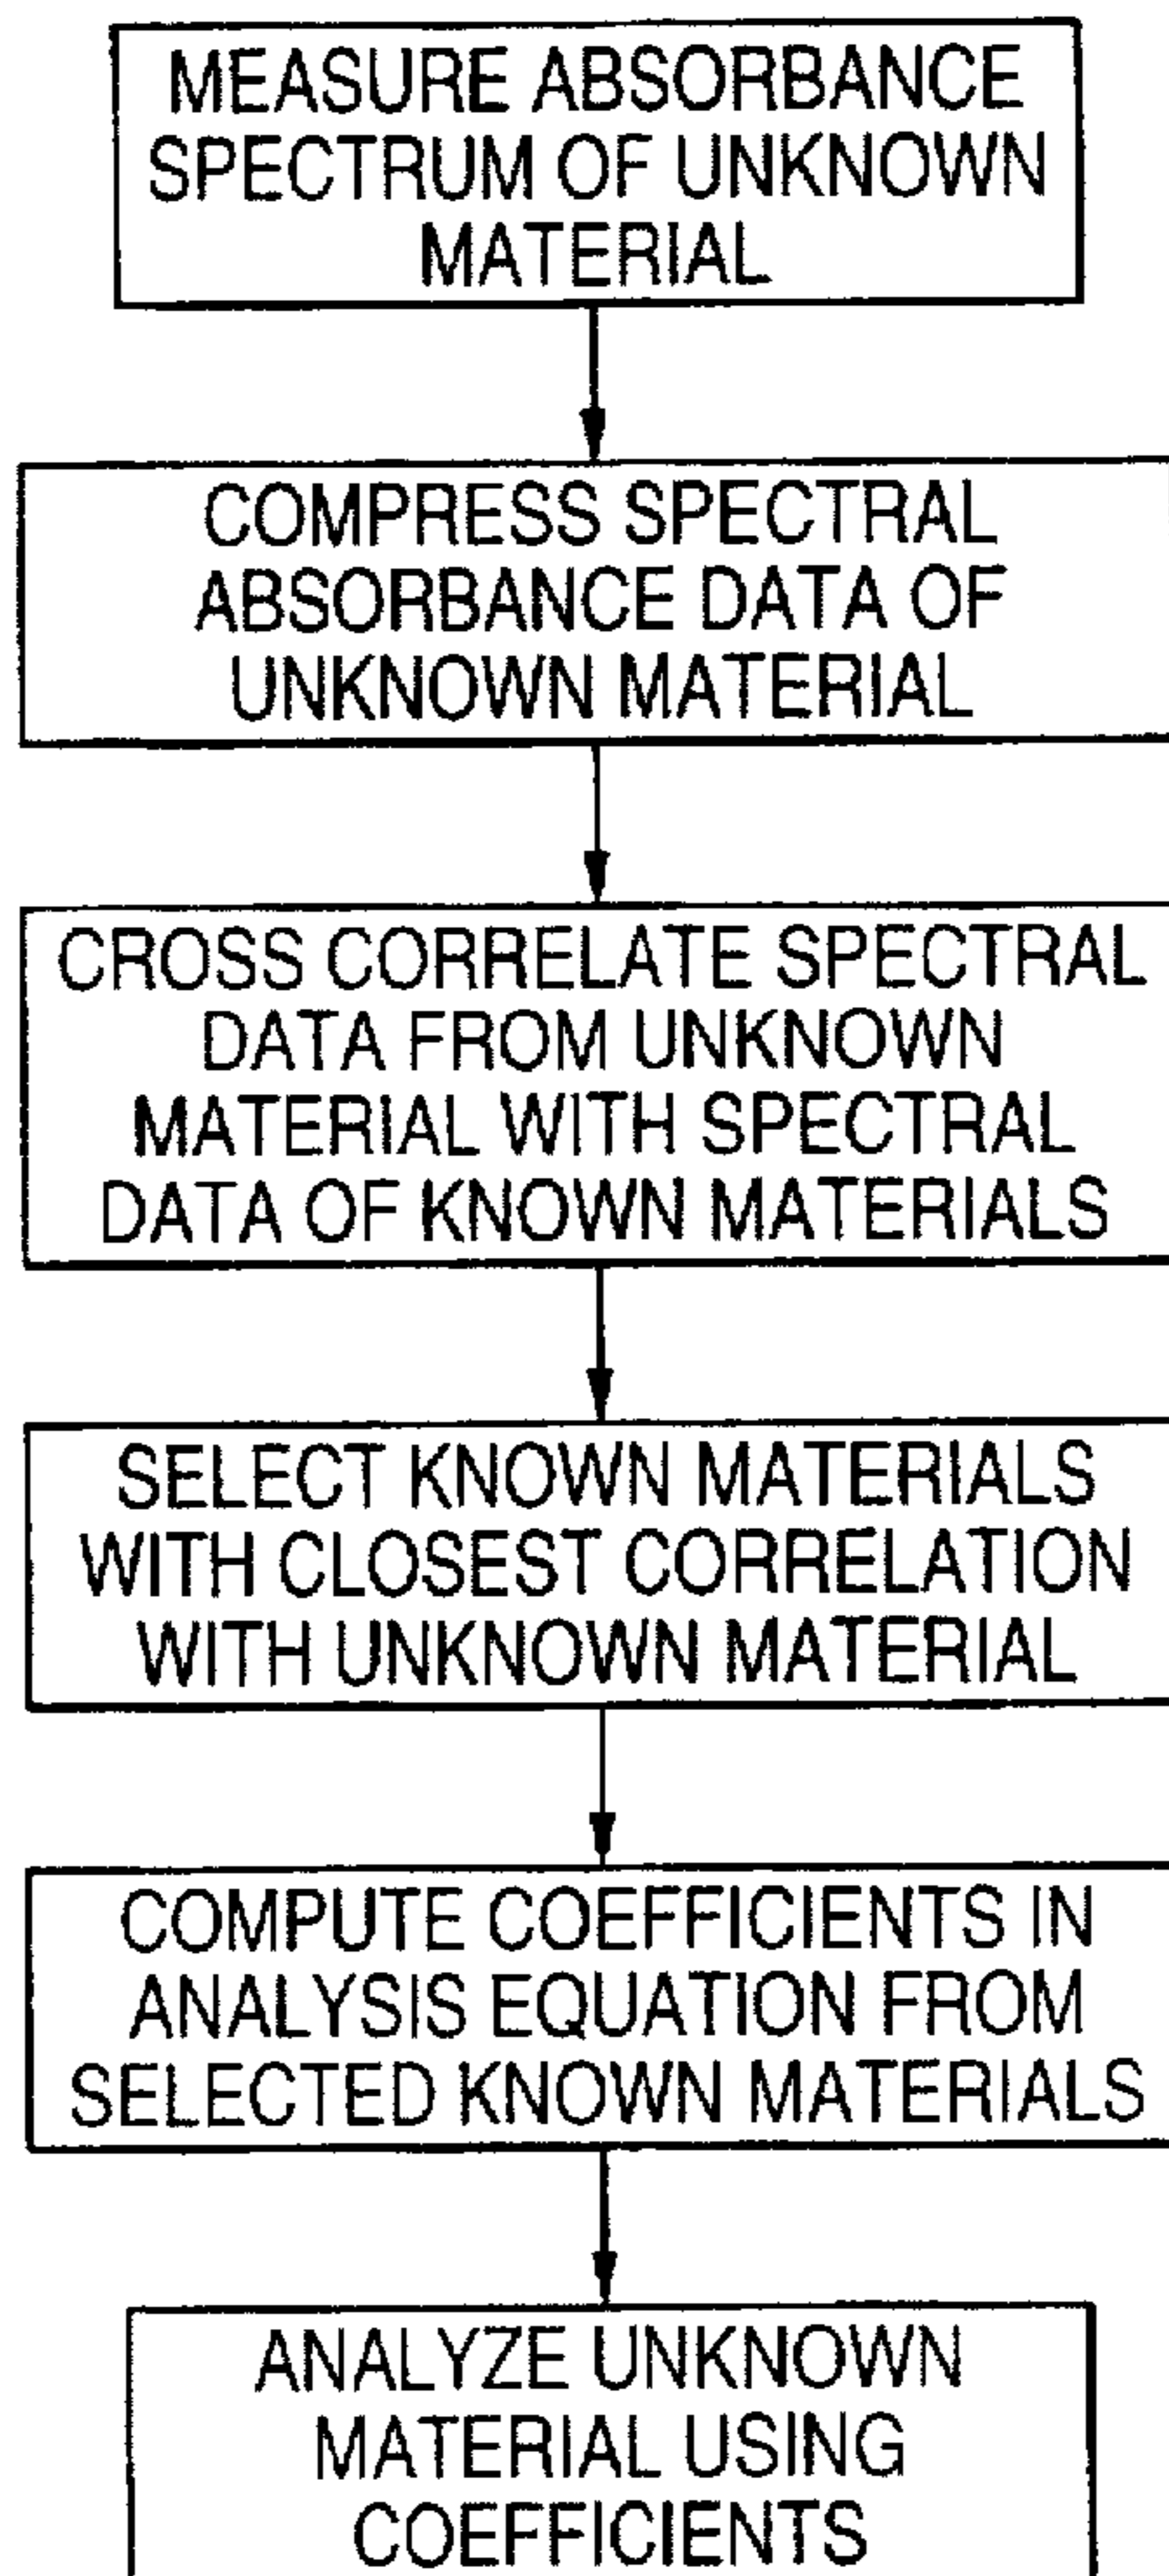 MEASURE ABSORBANCE
SPECTRUM OF UNKNOWN
MATERIAL
COMPRESS SPECTRAL
ABSORBANCE DATA OF
UNKNOWN MATERIAL
CROSS CORRELATE SPECTRAL
DATA FROM UNKNOWN
MATERIAL WITH SPECTRAL
DATA OF KNOWN MATERIALS
SELECT KNOWN MATERIALS
WITH CLOSEST CORRELATION
WITH UNKNOWN MATERIAL
COMPUTE COEFFICIENTS IN
ANALYSIS EQUATION FROM
SELECTED KNOWN MATERIALS
ANALYZE UNKNOWN
MATERIAL USING
COEFFICIENTS